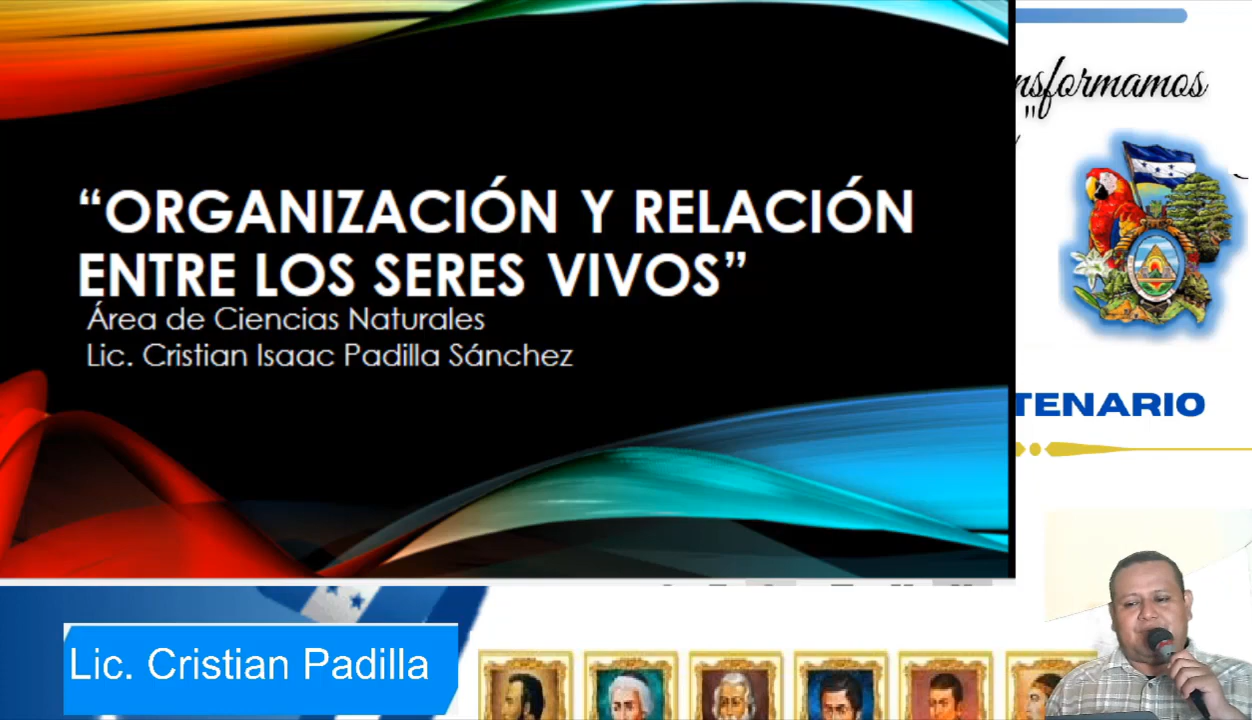 “ORGANIZACIÓN Y RELACIÓN
ENTRE LOS SERES VIVOS”
Área de Ciencias Naturales
Lic. Cristian Isaac Padilla Sánchez
nsformamos
"
TENARIO
Lic. Cristian Padilla